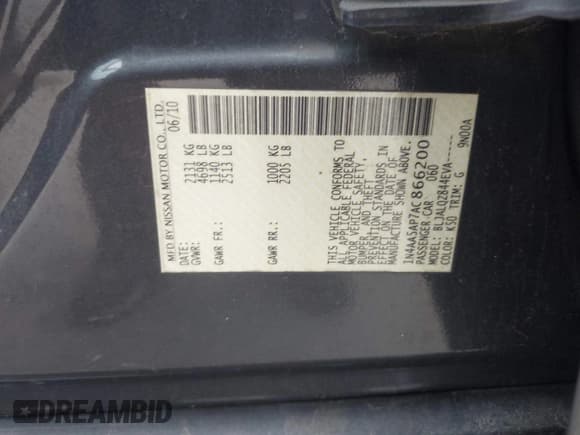 MFD BY NISSAN MOTOR CO., LTD.
DATE: 06/10
GVWR: 2131 KG
4698 LB
GAWR FR.: 1140 KG
2513 LB
GAWR RR.: 1000 KG
2205 LB
THIS VEHICLE CONFORMS TO
ALL APPLICABLE FEDERAL
MOTOR VEHICLE SAFETY,
BUMPER, AND THEFT
PREVENTION STANDARDS IN
EFFECT ON THE DATE OF
MANUFACTURE SHOWN ABOVE.
1N4AA5AP7AC866200
PASSENGER CAR U60
MODEL: BLJALQZ844EVA-----
COLOR: K50 TRIM: G 9N00A
DREAMBID